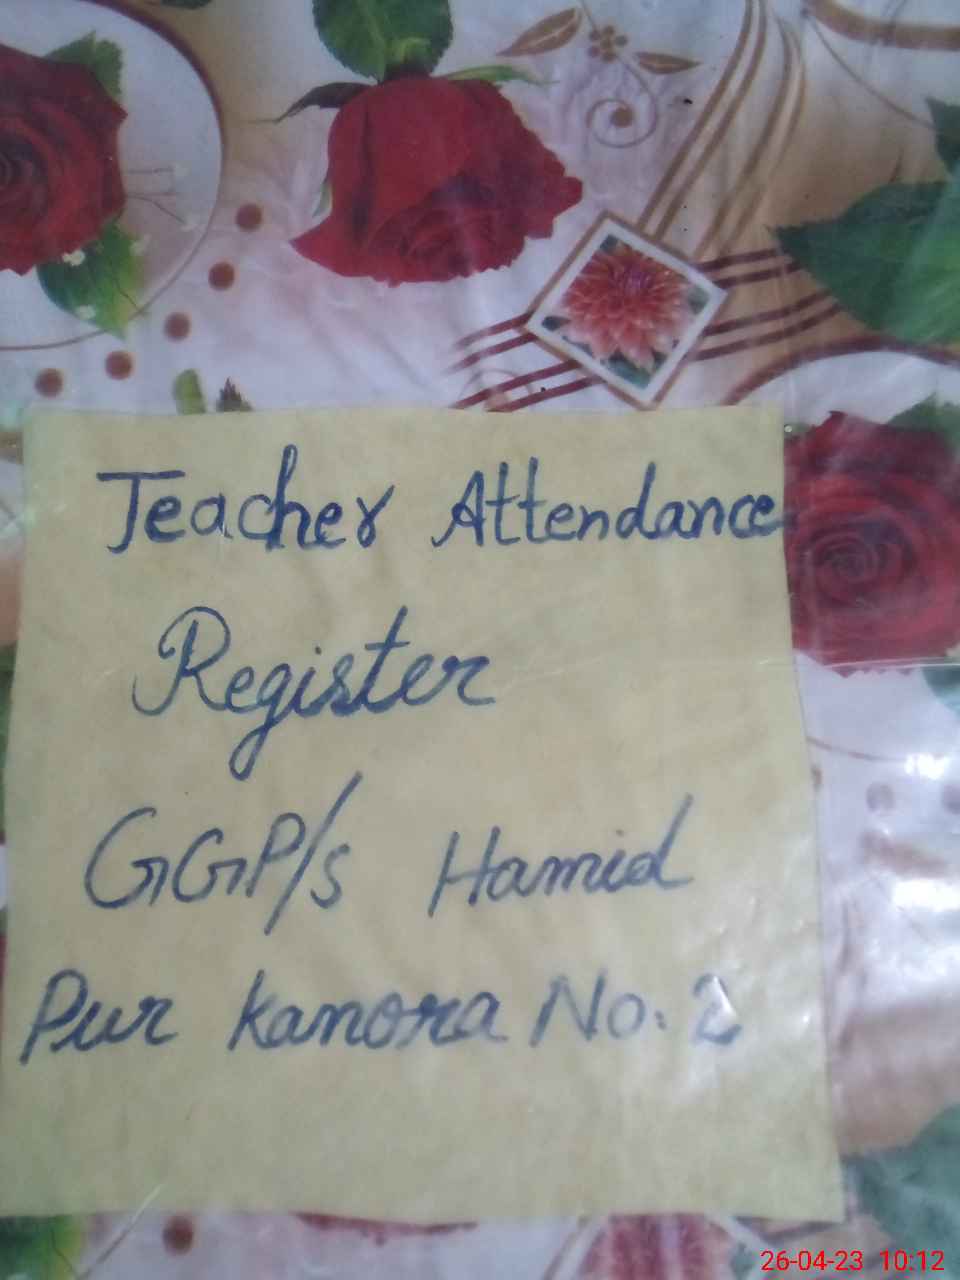 Teacher Attendance
Register
GGP/s Hamid
Pur Kanora No. 2
26-04-23 10:12